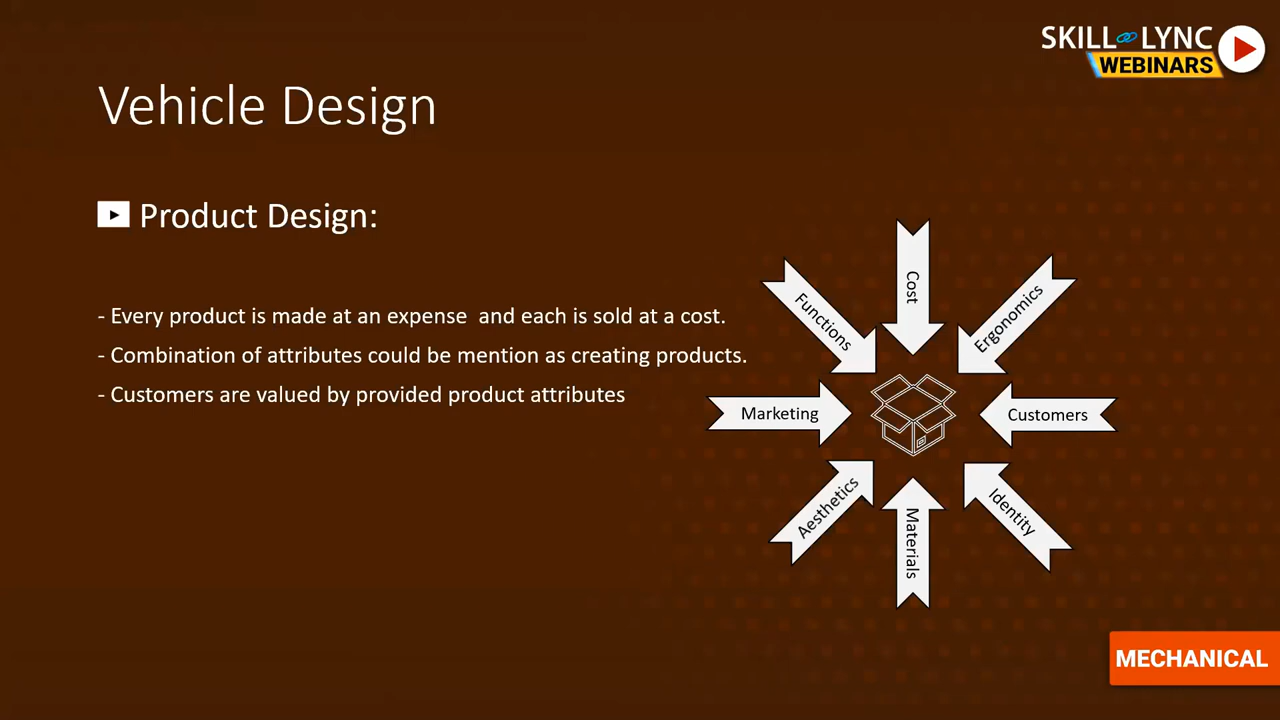 SKILL LYNC
WEBINARS
Vehicle Design
Product Design:
- Every product is made at an expense  and each is sold at a cost.
- Combination of attributes could be mention as creating products.
- Customers are valued by provided product attributes
Cost
Functions
Ergonomics
Marketing
Customers
Aesthetics
Materials
Identity
MECHANICAL